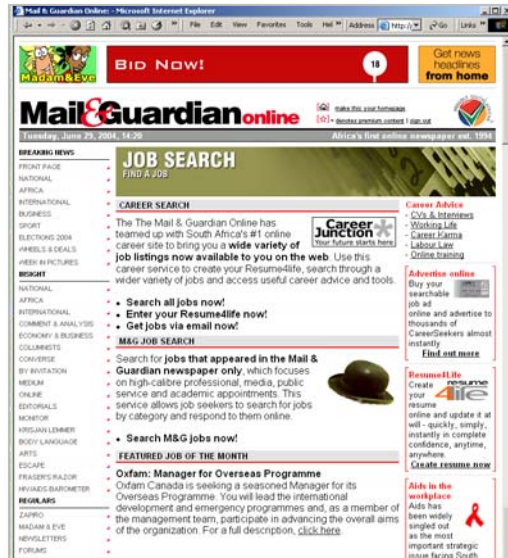 Mail & Guardian Online: - Microsoft Internet Explorer
File Edit View Favorites Tools Hel » Address http:/ Go Links »
Madam&Eve
BID NOW!
18
Get news
headlines
from home
Mail&Guardian online
make this your homepage
- denotes premium content | sign out
Tuesday, June 29, 2004, 14:20
Africa's first online newspaper est. 1994
BREAKING NEWS
FRONT PAGE
NATIONAL
AFRICA
INTERNATIONAL
BUSINESS
SPORT
ELECTIONS 2004
WHEELS & DEALS
WEEK IN PICTURES
INSIGHT
NATIONAL
AFRICA
INTERNATIONAL
COMMENT & ANALYSIS
ECONOMY & BUSINESS
COLUMNISTS
CONVERSE
BY INVITATION
MEDIUM
ONLINE
EDITORIALS
MONITOR
KRISJAN LEMMER
BODY LANGUAGE
ARTS
ESCAPE
FRASER'S RAZOR
HIV/AIDS BAROMETER
REGULARS
ZAPIRO
MADAM & EVE
NEWSLETTERS
FORUMS
JOB SEARCH
FIND A JOB
CAREER SEARCH
The The Mail & Guardian Online has
teamed up with South Africa's #1 online
career site to bring you a wide variety of
job listings now available to you on the web. Use this
career service to create your Resume4life, search through a
wider variety of jobs and access useful career advice and tools.
Career
Junction
Your future starts here
• Search all jobs now!
• Enter your Resume4life now!
• Get jobs via email now!
M&G JOB SEARCH
Search for jobs that appeared in the Mail &
Guardian newspaper only, which focuses
on high-calibre professional, media, public
service and academic appointments. This
service allows job seekers to search for jobs
by category and respond to them online.
• Search M&G jobs now!
FEATURED JOB OF THE MONTH
Oxfam: Manager for Overseas Programme
Oxfam Canada is seeking a seasoned Manager for its
Overseas Programme. You will lead the international
development and emergency programmes and, as a member of
the management team, participate in advancing the overall aims
of the organization. For a full description, click here.
Career Advice
- CVs & Interviews
- Working Life
- Career Karma
- Labour Law
- Online training
Advertise online
Buy your
searchable
job ad
online and advertise to
thousands of
CareerSeekers almost
instantly
Find out more
Resume4Life
Create
your
resume
resume
4life
online and update it at
will - quickly, simply,
instantly in complete
confidence, anytime,
anywhere.
Create resume now
Aids in the
workplace
Aids has
been widely
singled out
as the most
important strategic
issue facing South